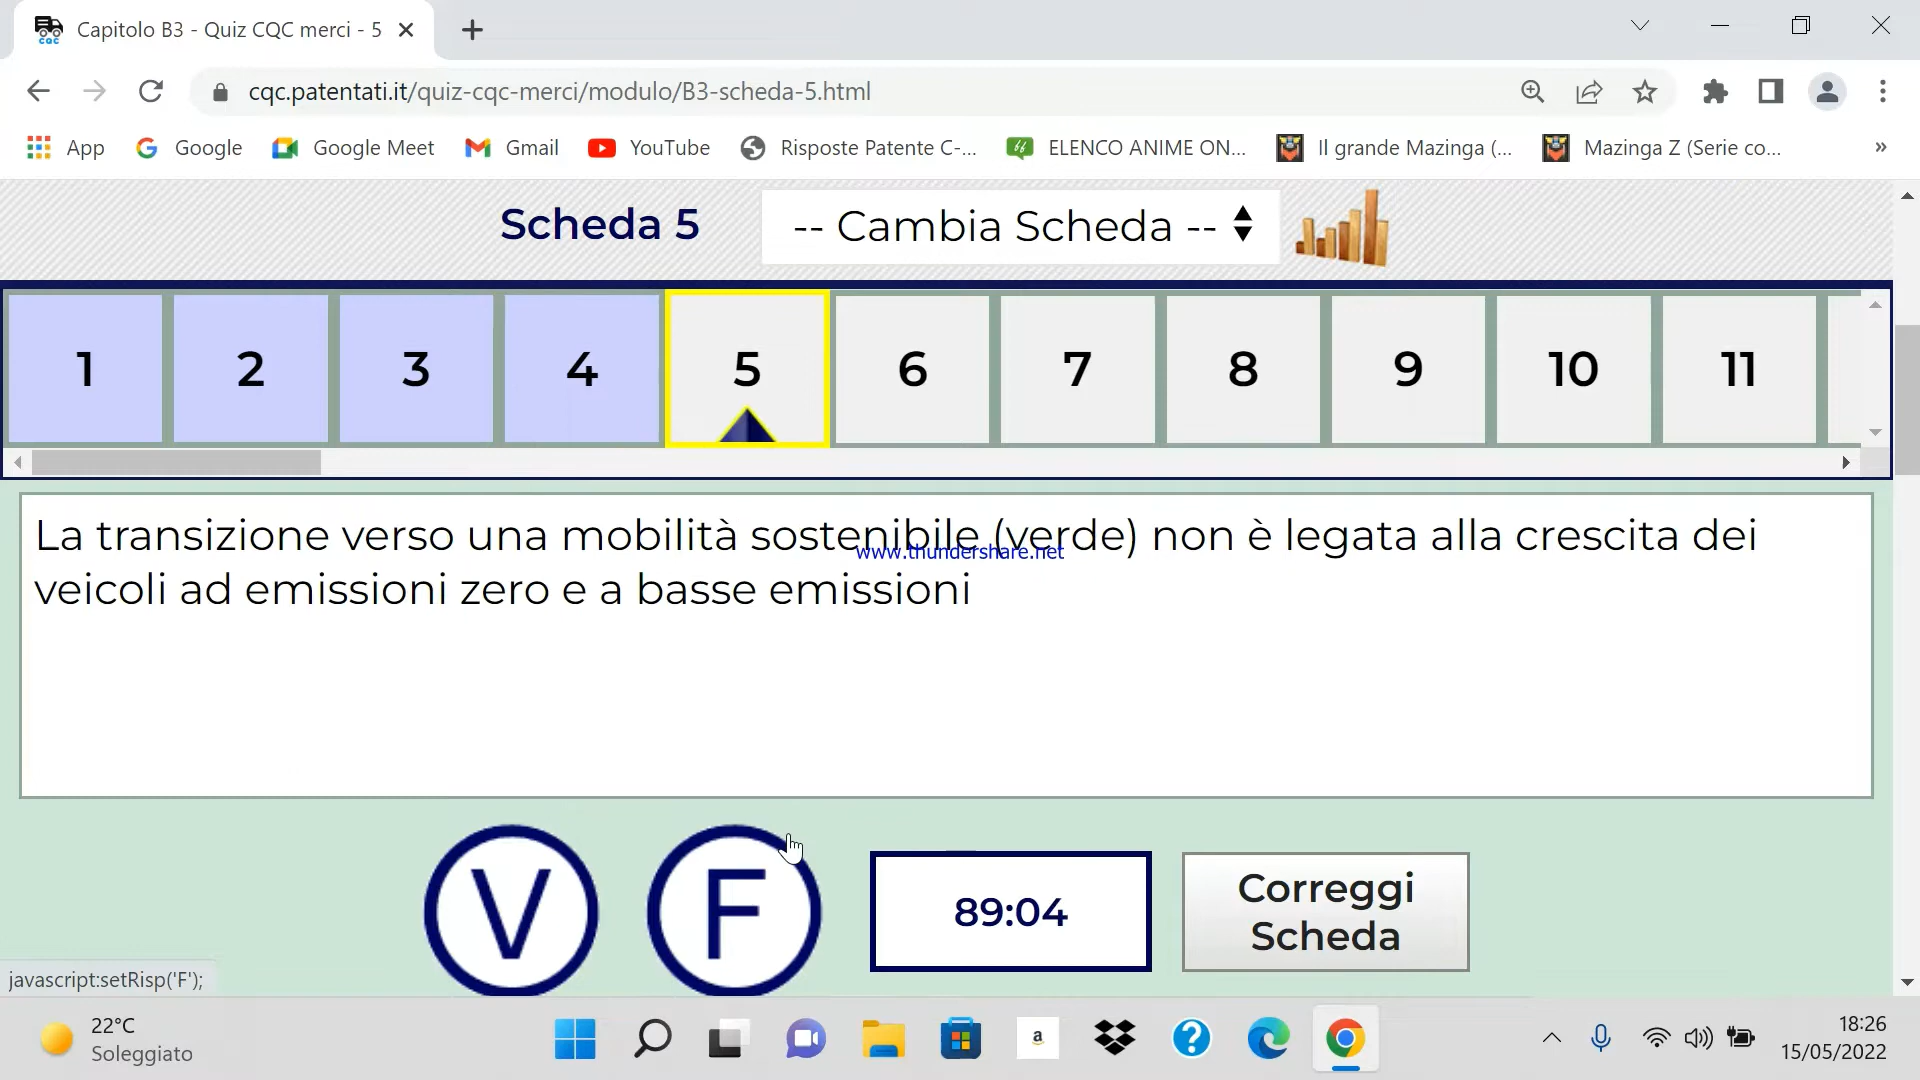 Capitolo B3 - Quiz CQC merci - 5
cqc.patentati.it/quiz-cqc-merci/modulo/B3-scheda-5.html
App Google Google Meet Gmail YouTube Risposte Patente C-... ELENCO ANIME ON... Il grande Mazinga (... Mazinga Z (Serie co... »
Scheda 5 -- Cambia Scheda --
1 2 3 4 5 6 7 8 9 10 11
La transizione verso una mobilità sostenibile (verde) non è legata alla crescita dei
www.thundershare.net
veicoli ad emissioni zero e a basse emissioni
V F 89:04 Correggi
Scheda
javascript:setRisp('F');
22°C
Soleggiato
18:26
15/05/2022